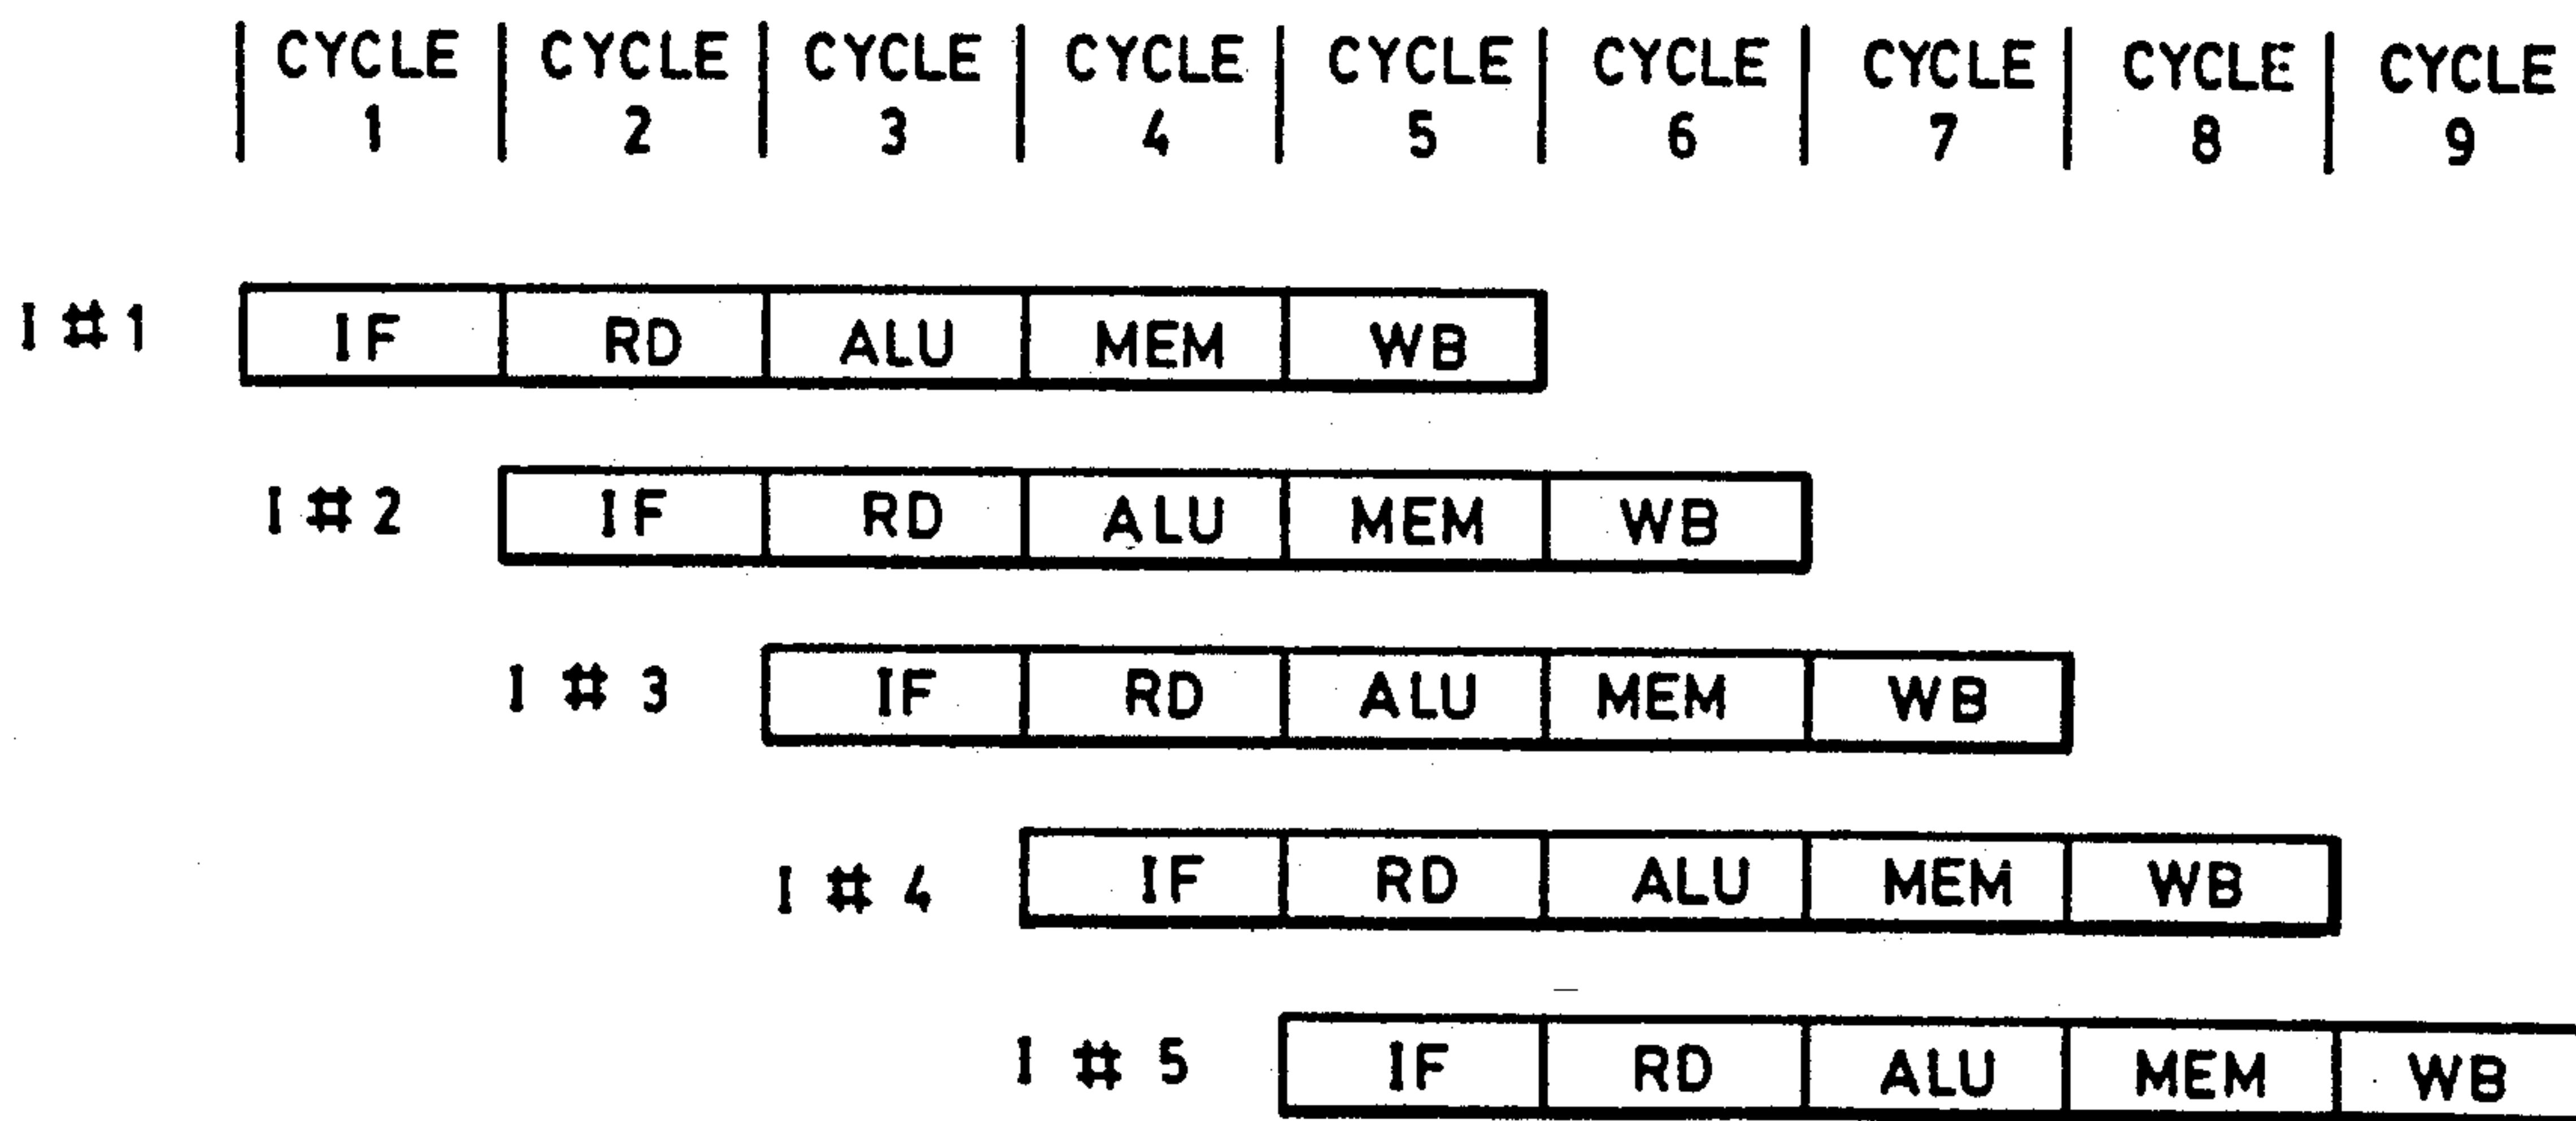 CYCLE CYCLE CYCLE CYCLE CYCLE CYCLE CYCLE CYCLE CYCLE
1 2 3 4 5 6 7 8 9
I #1 IF RD ALU MEM WB
I #2 IF RD ALU MEM WB
I # 3 IF RD ALU MEM WB
I # 4 IF RD ALU MEM WB
I # 5 IF RD ALU MEM WB